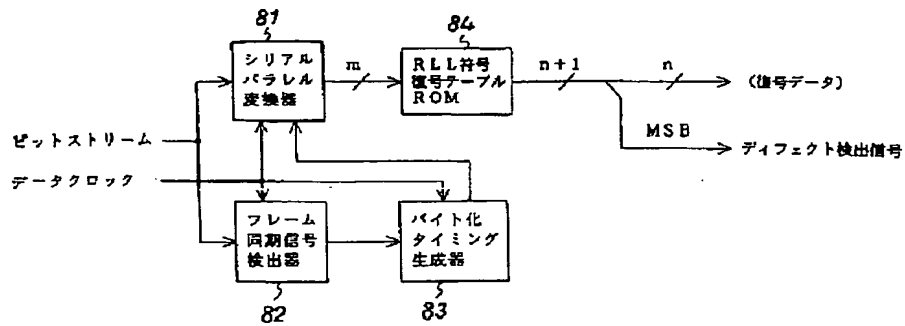 81
シリアル
パラレル
変換器
m
84
RLL符号
復号テーブル
ROM
n+1
n
(復号データ)
MSB
ディフェクト検出信号
ビットストリーム
データクロック
フレーム
同期信号
検出器
82
バイト化
タイミング
生成器
83